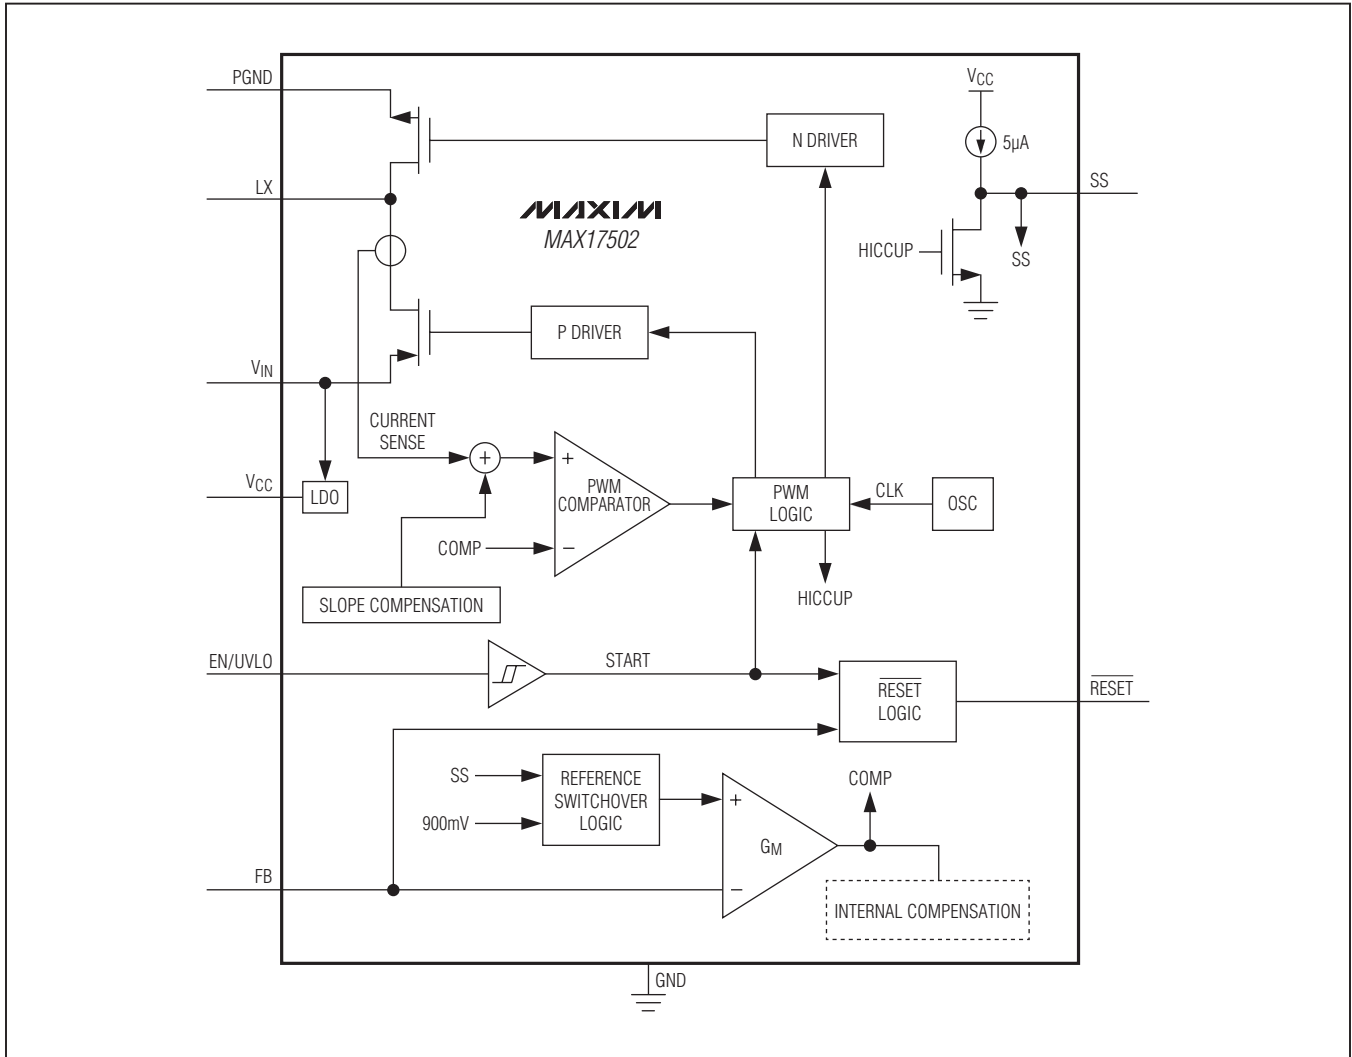 PGND
VCC
5µA
N DRIVER
LX
SS
MAXIM
MAX17502
HICCUP
SS
P DRIVER
VIN
CURRENT
SENSE
+
+
VCC
LDO
PWM
COMPARATOR
PWM
LOGIC
CLK
OSC
COMP
−
HICCUP
SLOPE COMPENSATION
EN/UVLO
START
RESET
LOGIC
RESET
SS
REFERENCE
SWITCHOVER
LOGIC
900mV
+
COMP
GM
FB
−
INTERNAL COMPENSATION
GND